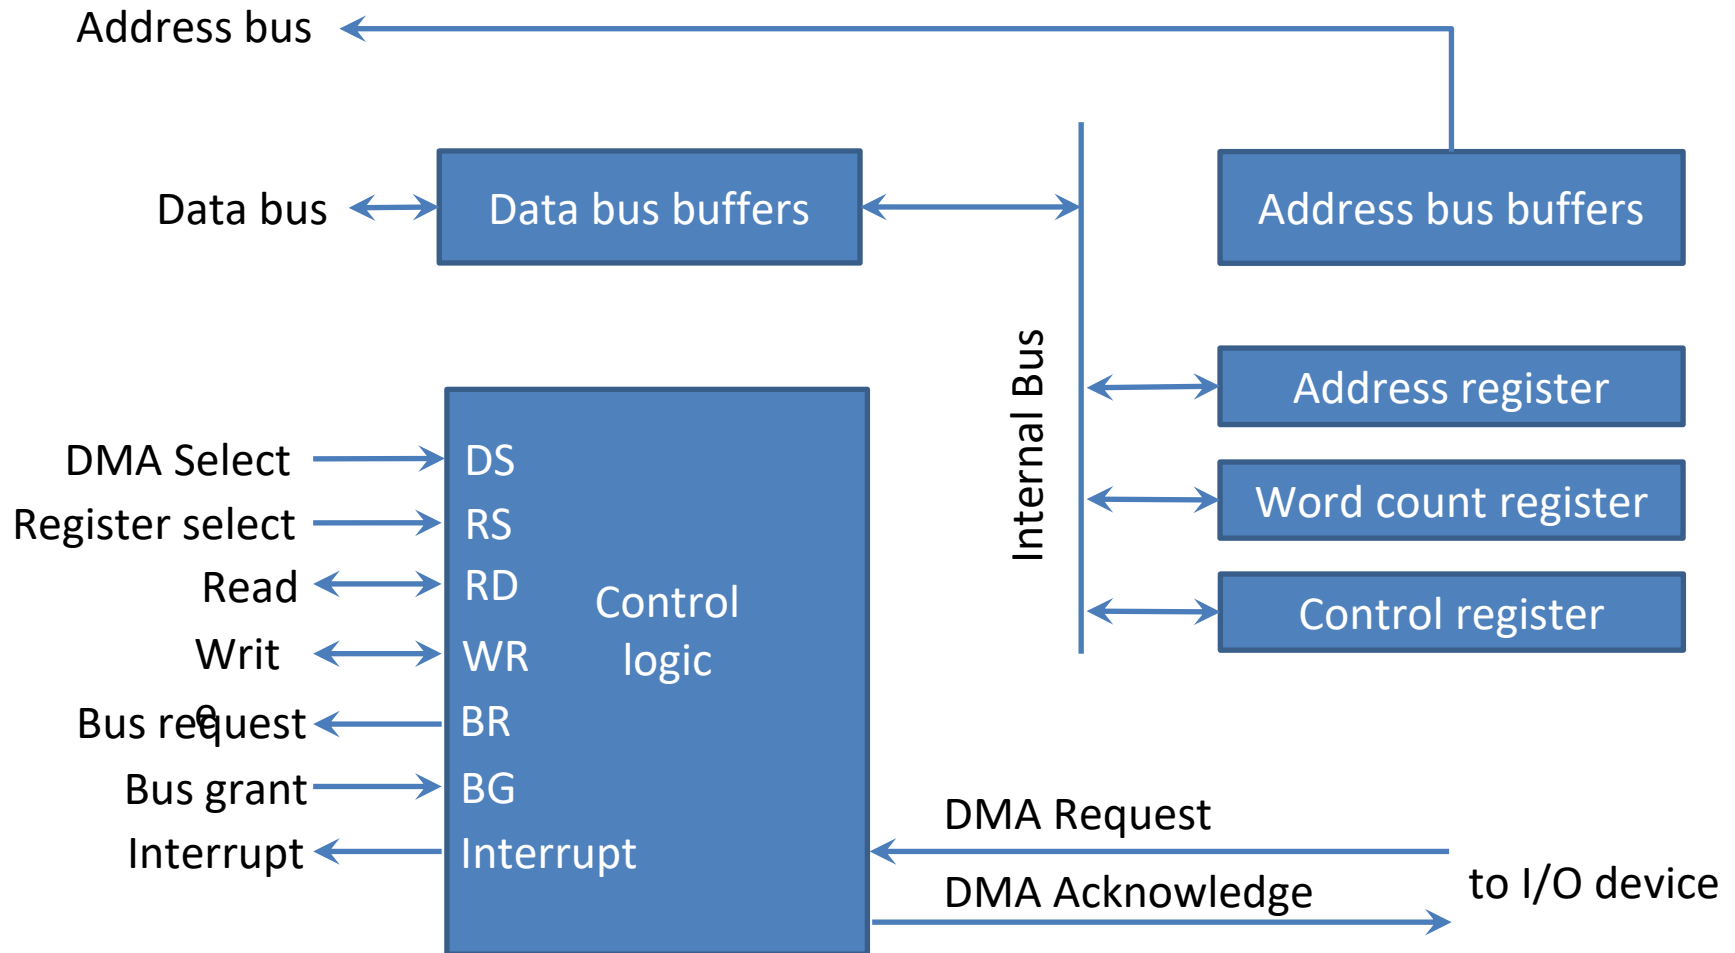 Address bus
Data bus
Data bus buffers
Address bus buffers
Internal Bus
Address register
Word count register
Control register
DMA Select
DS
Register select
RS
Read
RD
Writ
e
WR
Control
logic
Bus request
BR
Bus grant
BG
Interrupt
Interrupt
DMA Request
DMA Acknowledge
to I/O device